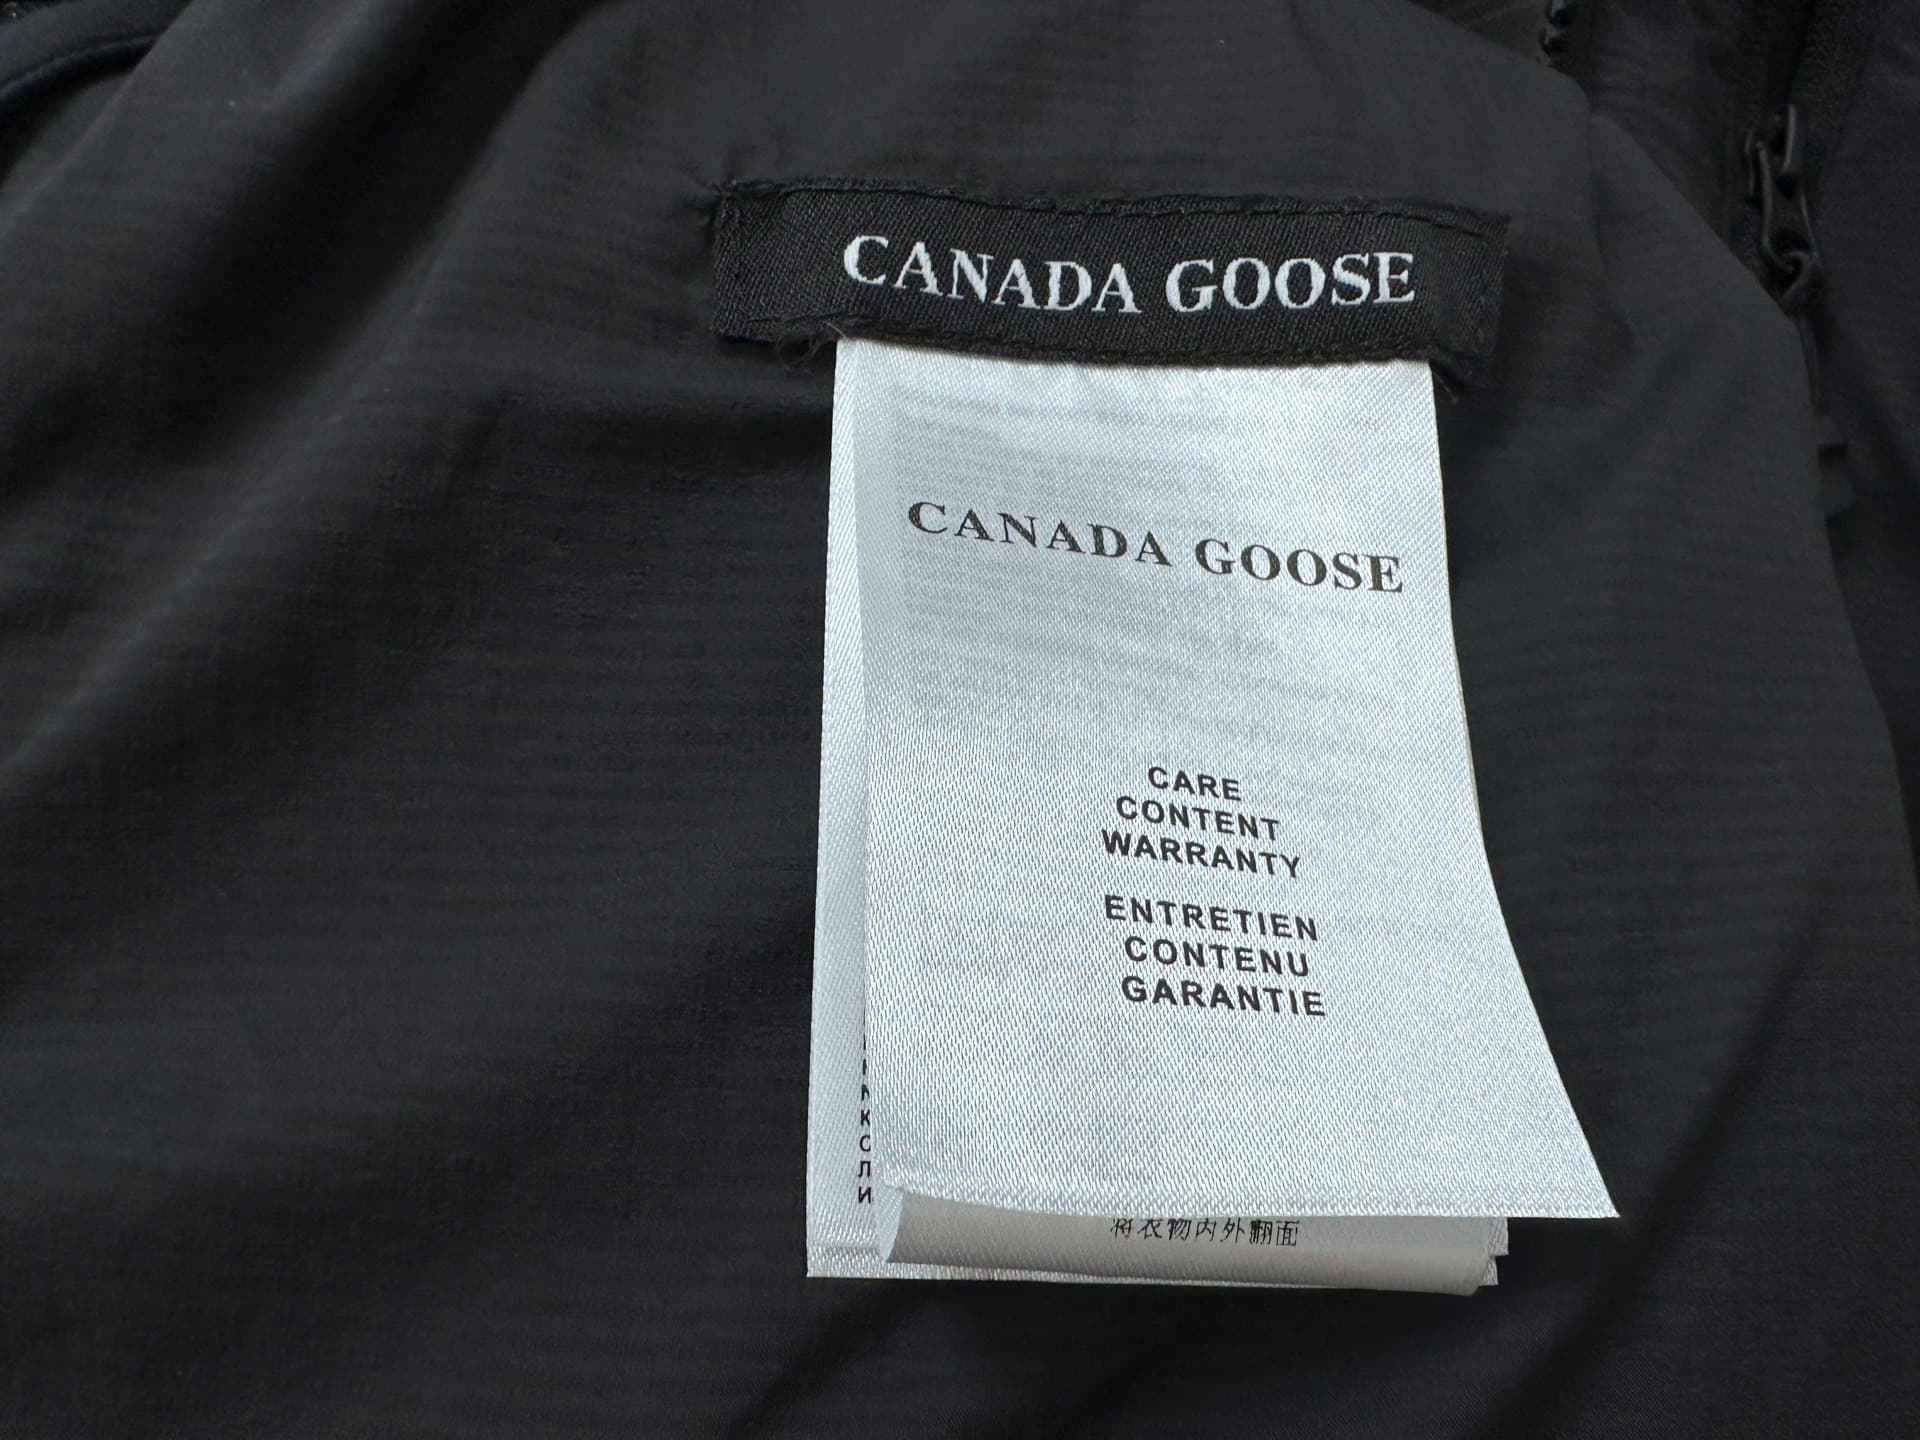 CANADA GOOSE
CANADA GOOSE
CARE
CONTENT
WARRANTY
ENTRETIEN
CONTENU
GARANTIE
将衣物内外翻面